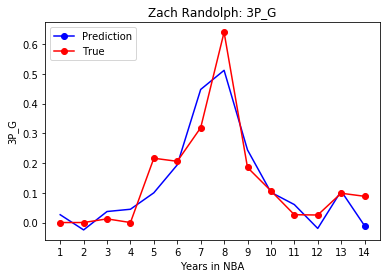 Zach Randolph: 3P_G
Prediction
True
3P_G
0.6
0.5
0.4
0.3
0.2
0.1
0.0
1 2 3 4 5 6 7 8 9 10 11 12 13 14
Years in NBA